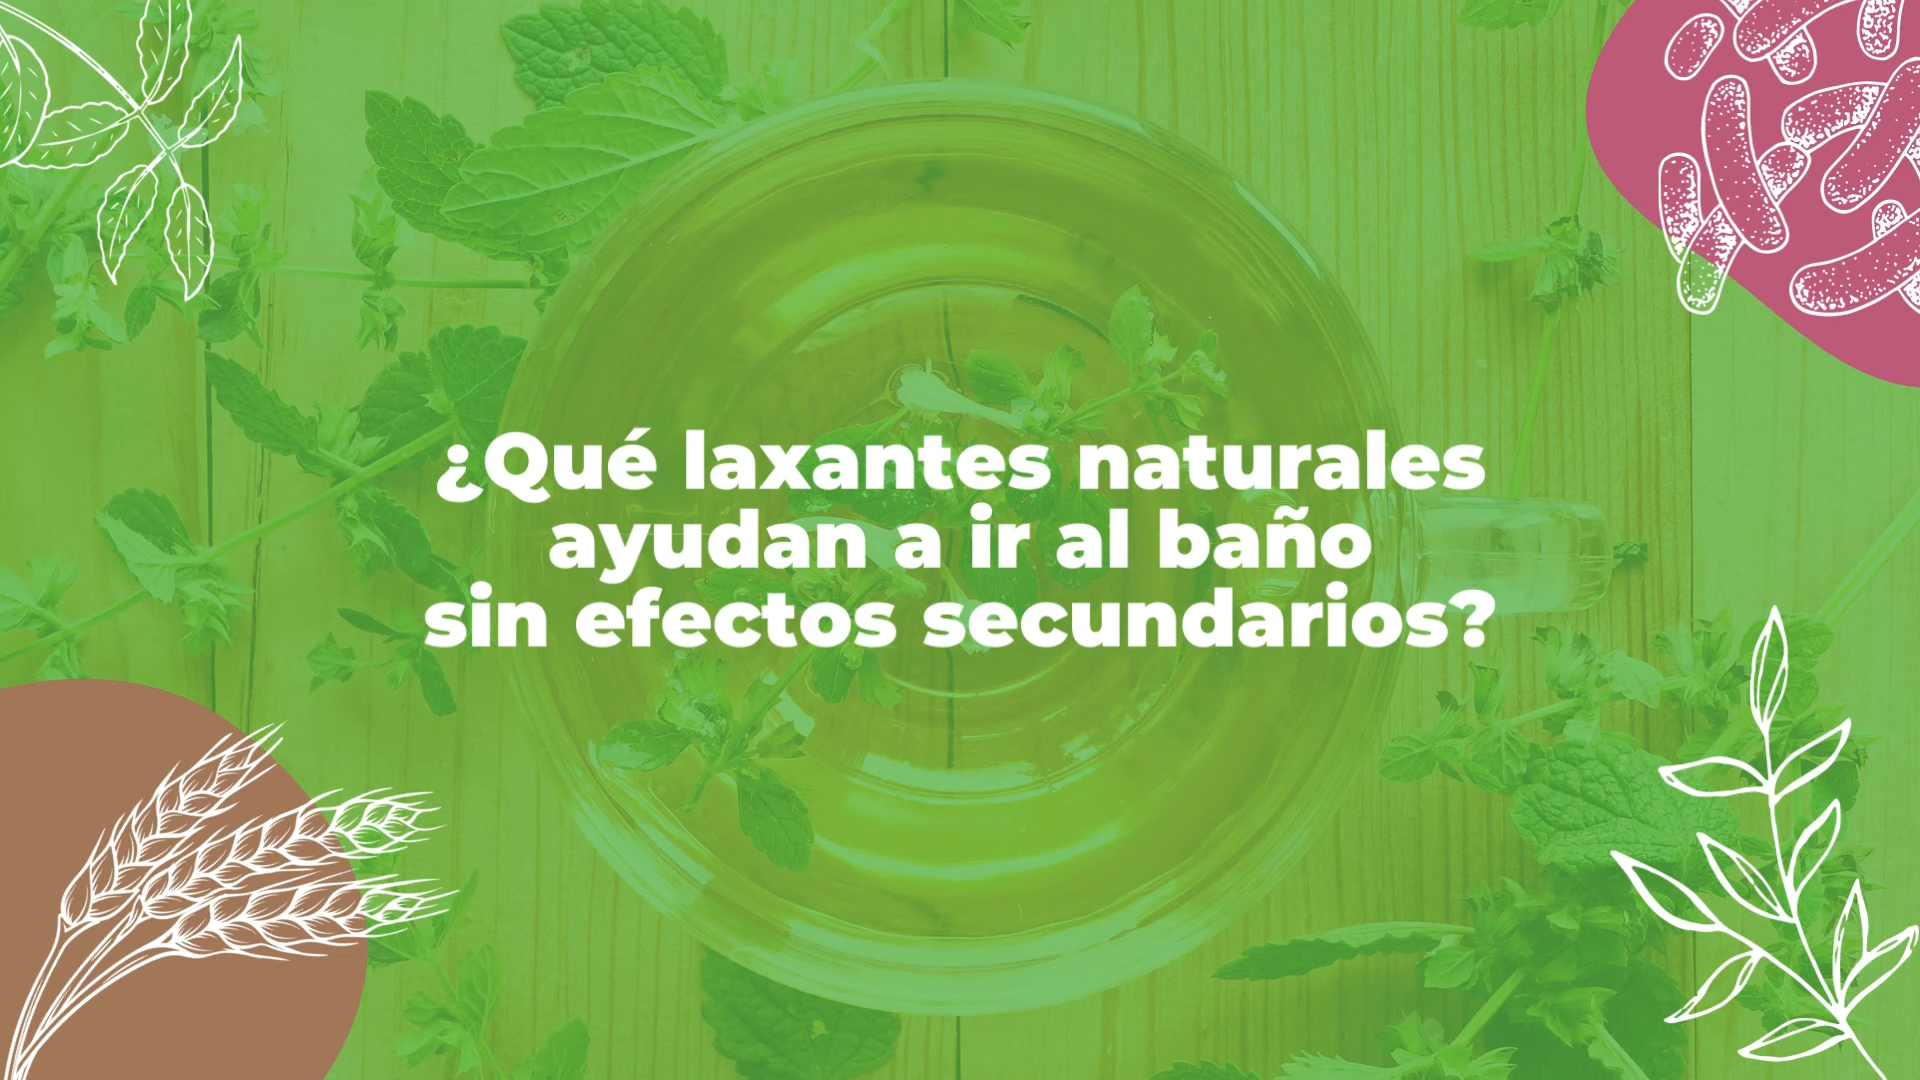 ¿Qué laxantes naturales
ayudan a ir al baño
sin efectos secundarios?